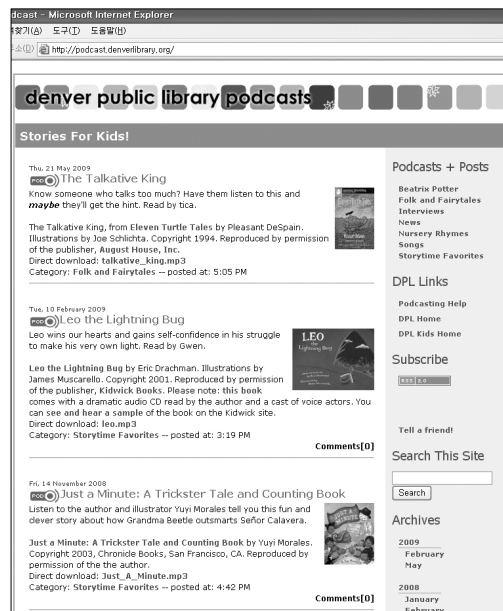 dcast - Microsoft Internet Explorer
겨찾기(A) 도구(T) 도움말(H)
http://podcast.denverlibrary.org/
denver public library podcasts
Stories For Kids!
Thu, 21 May 2009
POD The Talkative King
Know someone who talks too much? Have them listen to this and
maybe they'll get the hint. Read by tica.
The Talkative King, from Eleven Turtle Tales by Pleasant DeSpain.
Illustrations by Joe Shlichta. Copyright 1994. Reproduced by permission
of the publisher, August House, Inc.
Direct download: talkative_king.mp3
Category: Folk and Fairytales -- posted at: 5:05 PM
Tue, 10 February 2009
POD Leo the Lightning Bug
Leo wins our hearts and gains self-confidence in his struggle
to make his very own light. Read by Gwen.
LEO
the
Lightning Bug
Leo the Lightning Bug by Eric Drachman. Illustrations by
James Muscarello. Copyright 2001. Reproduced by permission
of the publisher, Kidwick Books. Please note: this book
comes with a dramatic audio CD read by the author and a cast of voice actors. You
can see and hear a sample of the book on the Kidwick site.
Direct download: leo.mp3
Category: Storytime Favorites -- posted at: 3:19 PM
Comments[0]
Fri, 14 November 2008
POD Just a Minute: A Trickster Tale and Counting Book
Listen to the author and illustrator Yuyi Morales tell you this fun and
clever story about how Grandma Beetle outsmarts Señor Calavera.
JUST A MINUTE
Just a Minute: A Trickster Tale and Counting Book by Yuyi Morales.
Copyright 2003, Chronicle Books, San Francisco, CA. Reproduced by
permission of the the author.
Direct download: Just_A_Minute.mp3
Category: Storytime Favorites -- posted at: 4:42 PM
Comments[0]
Podcasts + Posts
Beatrix Potter
Folk and Fairytales
Interviews
News
Nursery Rhymes
Songs
Storytime Favorites
DPL Links
Podcasting Help
DPL Home
DPL Kids Home
Subscribe
RSS 2.0
Tell a friend!
Search This Site
Search
Archives
2009
February
May
2008
January
February